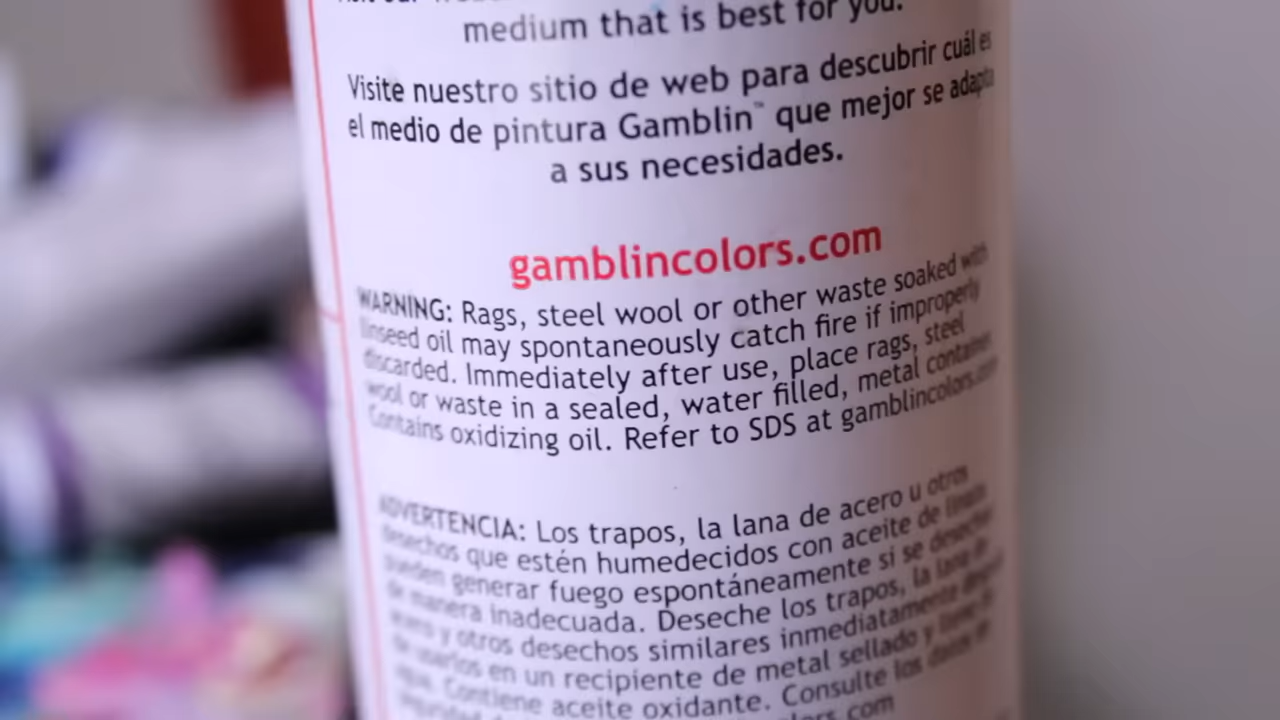 medium that is best for you.
Visite nuestro sitio de web para descubrir cuál es
el medio de pintura Gamblin™ que mejor se adapta
a sus necesidades.
gamblincolors.com
WARNING: Rags, steel wool or other waste soaked with
linseed oil may spontaneously catch fire if improperly
discarded. Immediately after use, place rags, steel
wool or waste in a sealed, water filled, metal container.
Contains oxidizing oil. Refer to SDS at gamblincolors.com
ADVERTENCIA: Los trapos, la lana de acero u otros
desechos que estén humedecidos con aceite de linaza
pueden generar fuego espontáneamente si se desechan
de manera inadecuada. Deseche los trapos, la lana de
acero y otros desechos similares inmediatamente después
de usarlos en un recipiente de metal sellado y lleno de
agua. Contiene aceite oxidante. Consulte los datos de